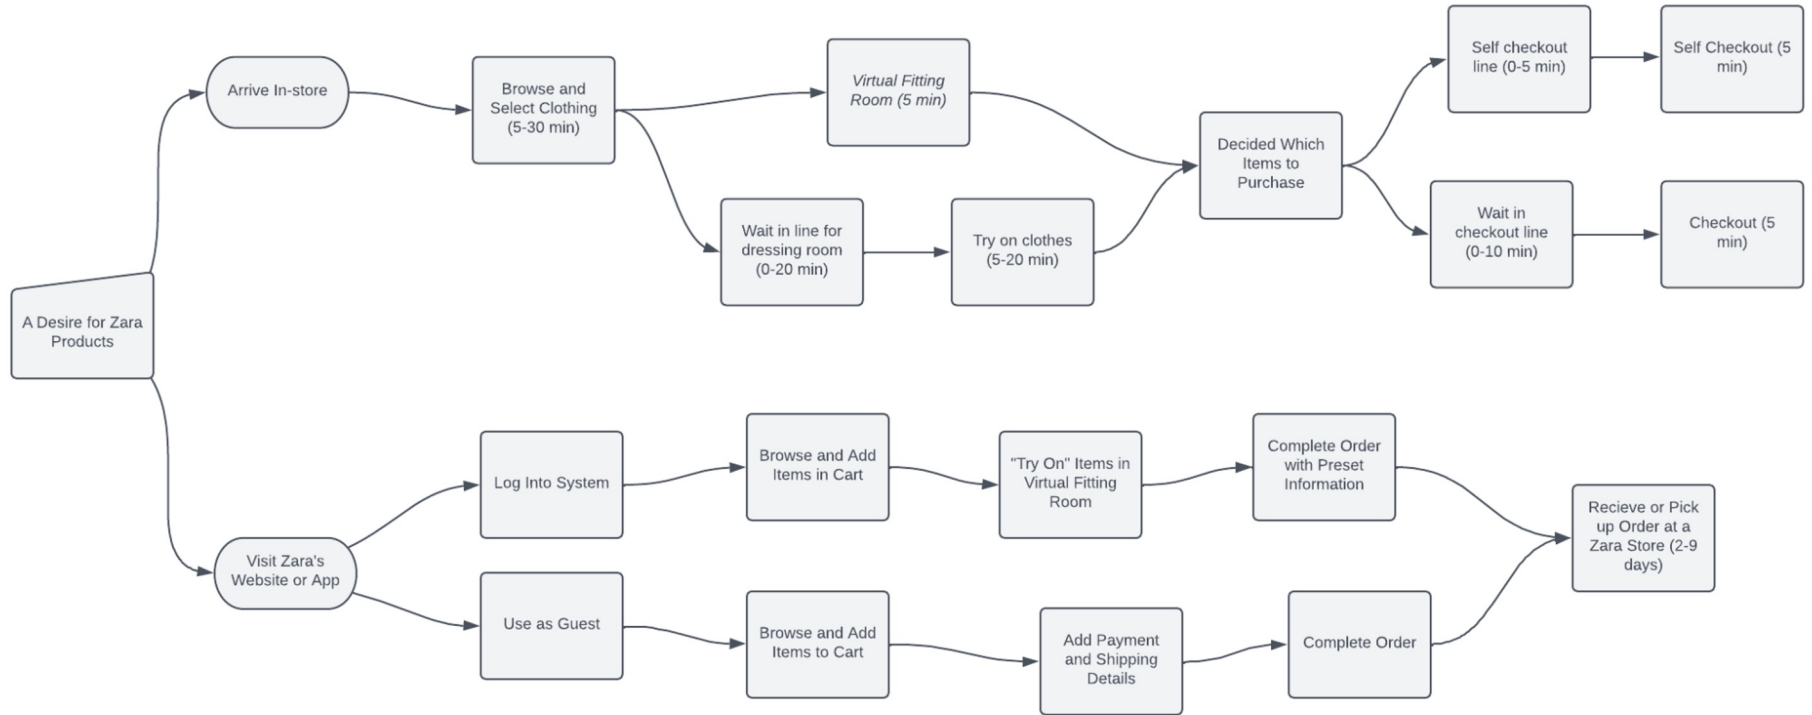 A Desire for Zara
Products
Arrive In-store
Browse and
Select Clothing
(5-30 min)
Virtual Fitting
Room (5 min)
Wait in line for
dressing room
(0-20 min)
Try on clothes
(5-20 min)
Decided Which
Items to
Purchase
Self checkout
line (0-5 min)
Self Checkout (5
min)
Wait in
checkout line
(0-10 min)
Checkout (5
min)
Visit Zara's
Website or App
Log Into System
Browse and Add
Items in Cart
"Try On" Items in
Virtual Fitting
Room
Complete Order
with Preset
Information
Use as Guest
Browse and Add
Items to Cart
Add Payment
and Shipping
Details
Complete Order
Recieve or Pick
up Order at a
Zara Store (2-9
days)